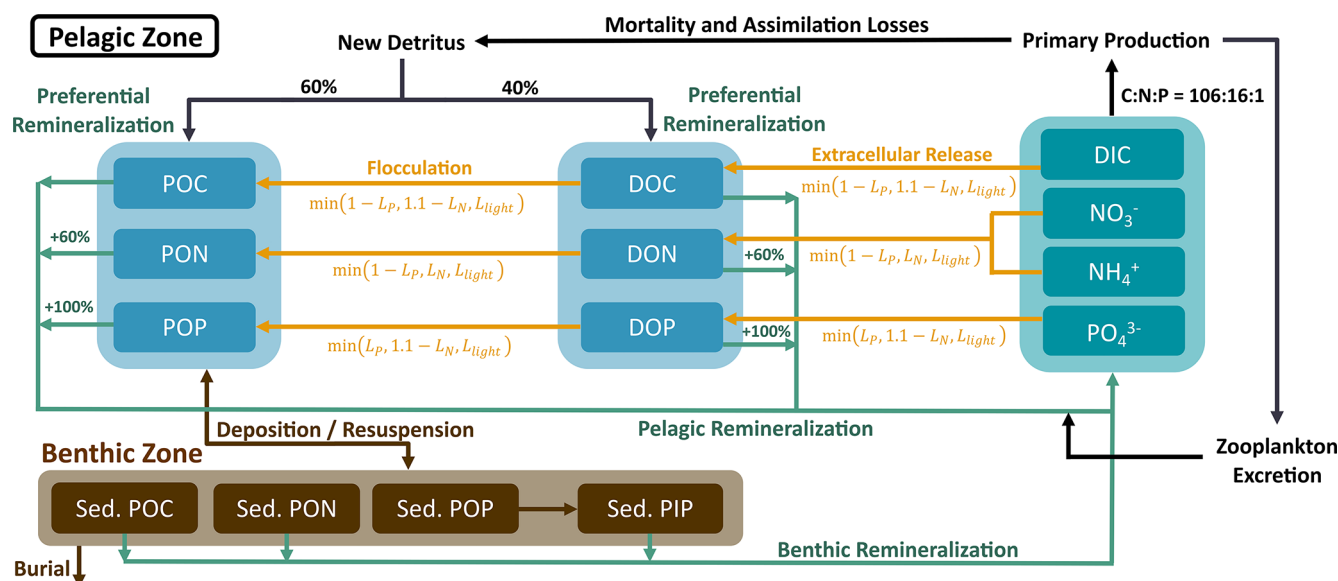 Pelagic Zone
New Detritus
Mortality and Assimilation Losses
Primary Production
60%
40%
C:N:P = 106:16:1
Preferential
Remineralization
Preferential
Remineralization
POC
Flocculation
min(1 − L_P, 1.1 − L_N, L_light)
DOC
Extracellular Release
min(1 − L_P, 1.1 − L_N, L_light)
DIC
NO₃⁻
+60%
PON
min(1 − L_P, L_N, L_light)
DON
+60%
min(1 − L_P, L_N, L_light)
NH₄⁺
+100%
POP
min(L_P, 1.1 − L_N, L_light)
DOP
+100%
min(L_P, 1.1 − L_N, L_light)
PO₄³⁻
Deposition / Resuspension
Pelagic Remineralization
Zooplankton
Excretion
Benthic Zone
Sed. POC
Sed. PON
Sed. POP
Sed. PIP
Benthic Remineralization
Burial